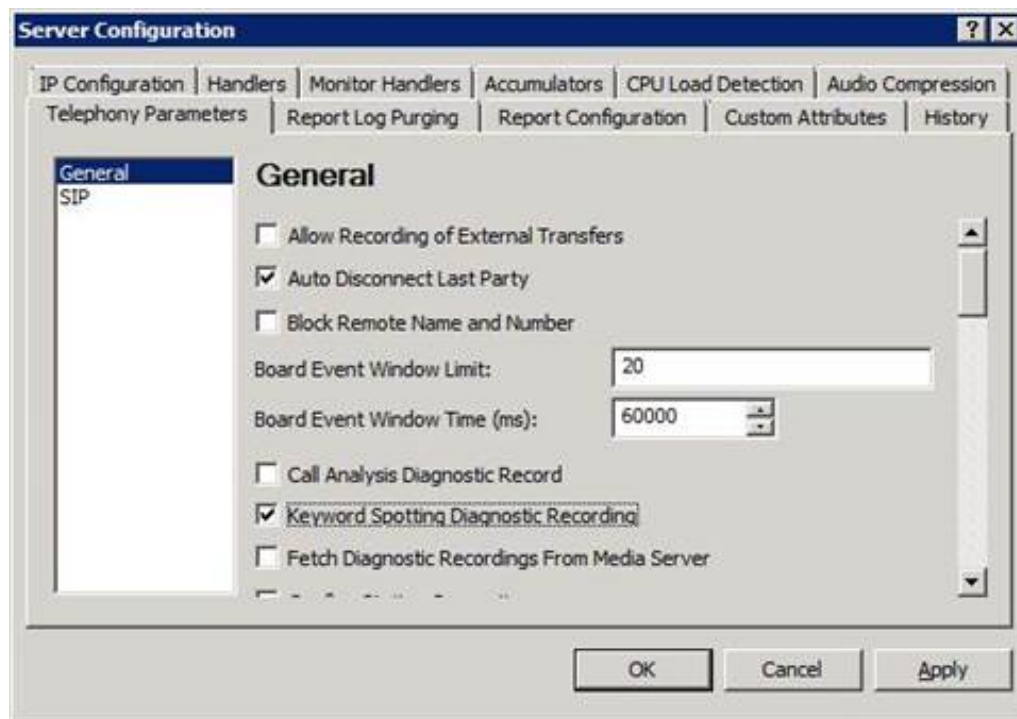 Server Configuration
IP Configuration Handlers Monitor Handlers Accumulators CPU Load Detection Audio Compression
Telephony Parameters Report Log Purging Report Configuration Custom Attributes History
General
SIP
General
Allow Recording of External Transfers
Auto Disconnect Last Party
Block Remote Name and Number
Board Event Window Limit: 20
Board Event Window Time (ms): 60000
Call Analysis Diagnostic Record
Keyword Spotting Diagnostic Recording
Fetch Diagnostic Recordings From Media Server
OK Cancel Apply